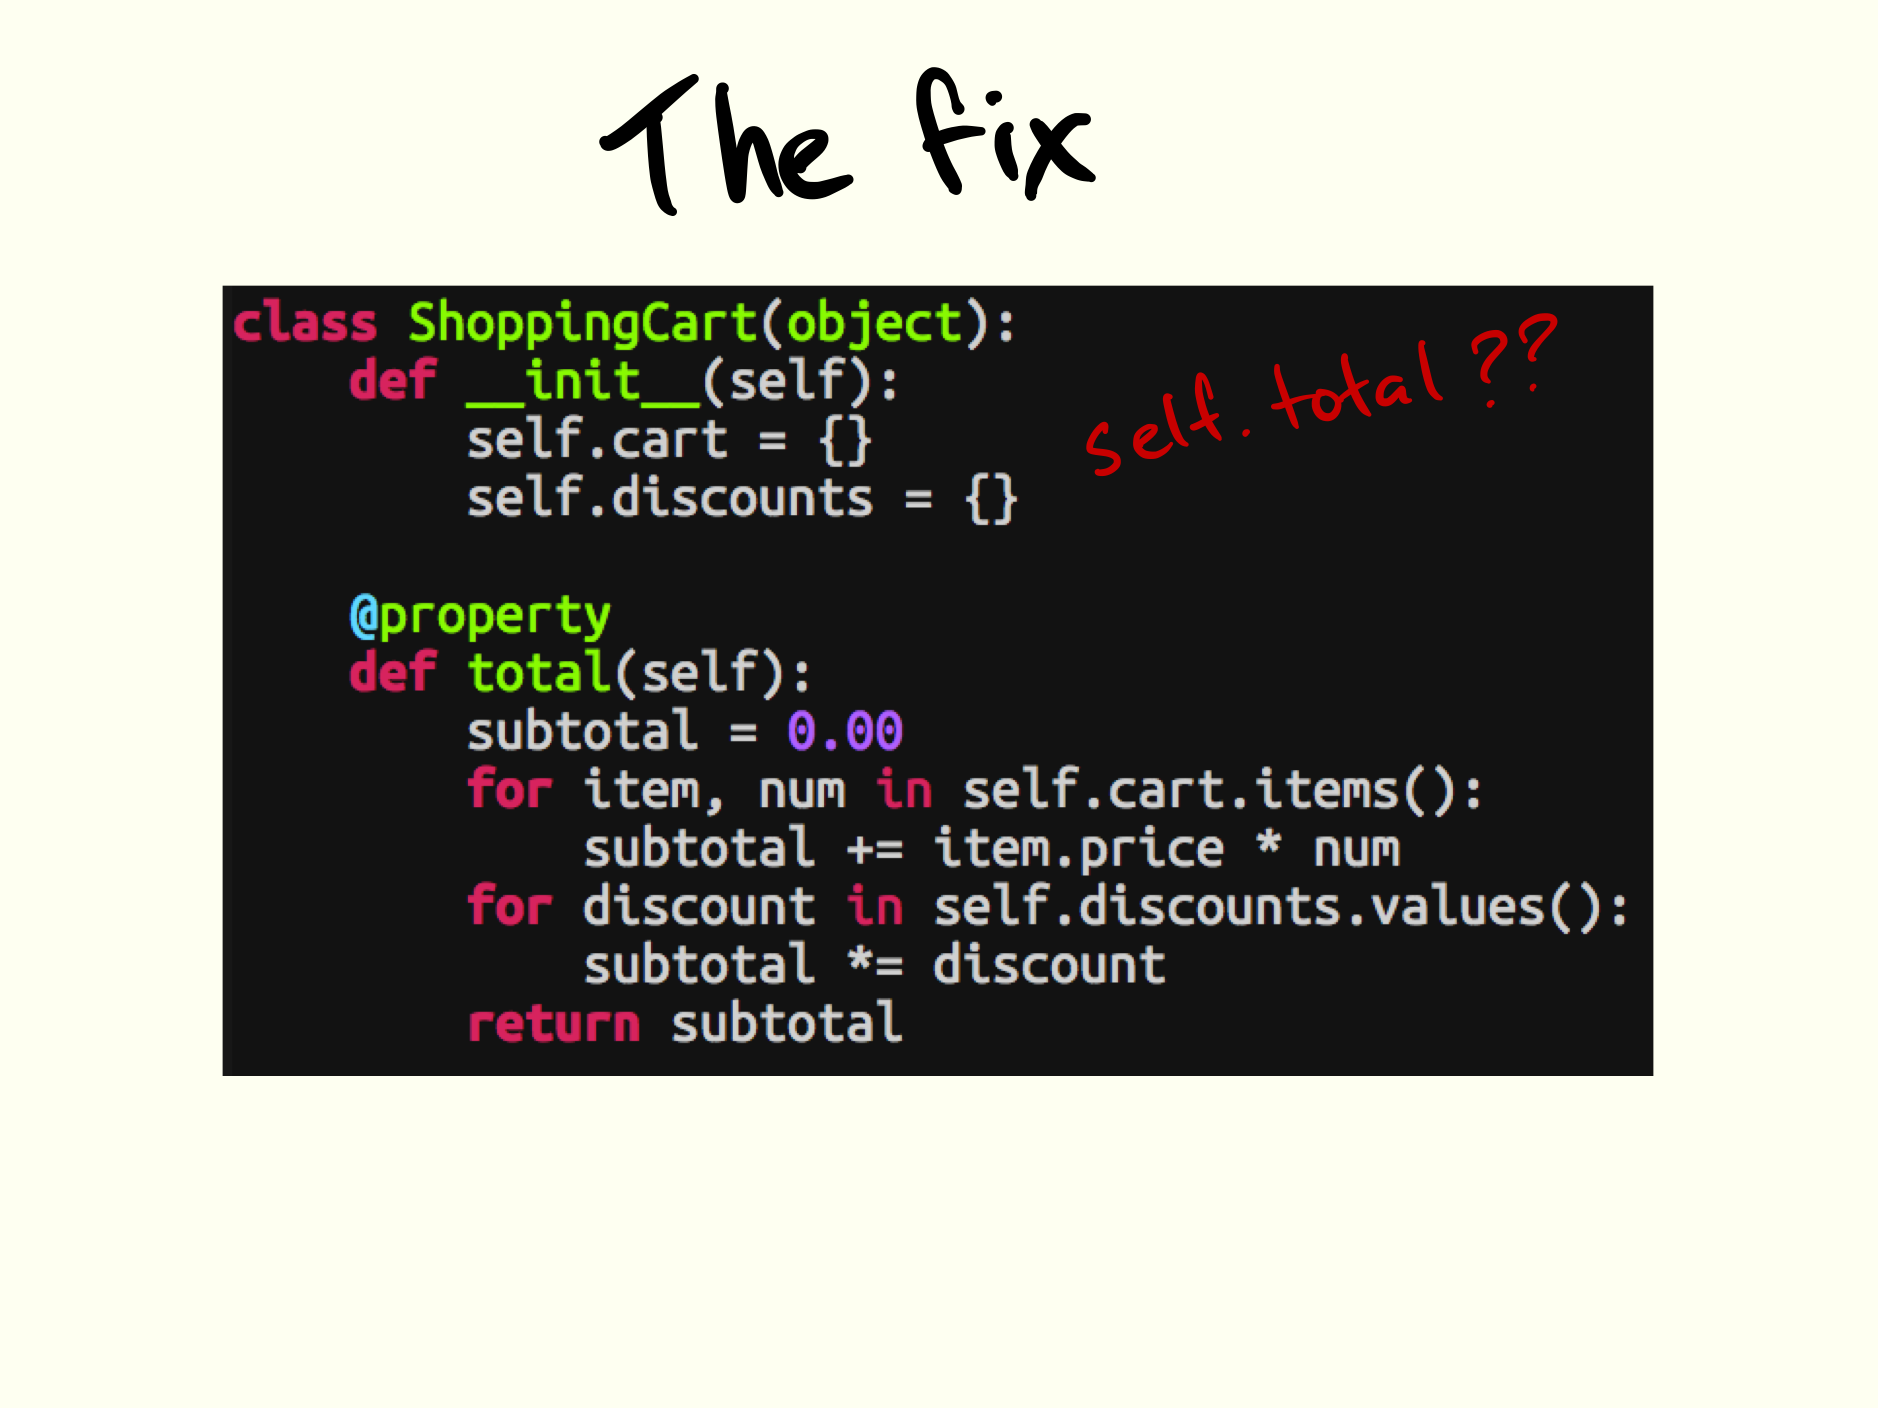 The fix
class ShoppingCart(object):
    def __init__(self):
        self.cart = {}
        self.discounts = {}
self.total ??
    @property
    def total(self):
        subtotal = 0.00
        for item, num in self.cart.items():
            subtotal += item.price * num
        for discount in self.discounts.values():
            subtotal *= discount
        return subtotal